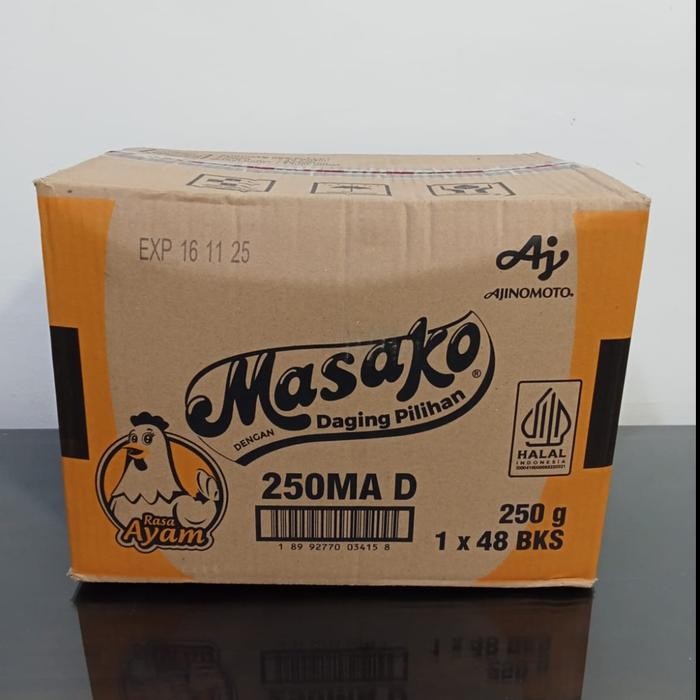 EXP 16 11 25
Aj
AJINOMOTO®
Masako®
DENGAN Daging Pilihan
250MA D
1 89 92770 03415 8
Rasa
Ayam
HALAL
INDONESIA
250 g
1 x 48 BKS